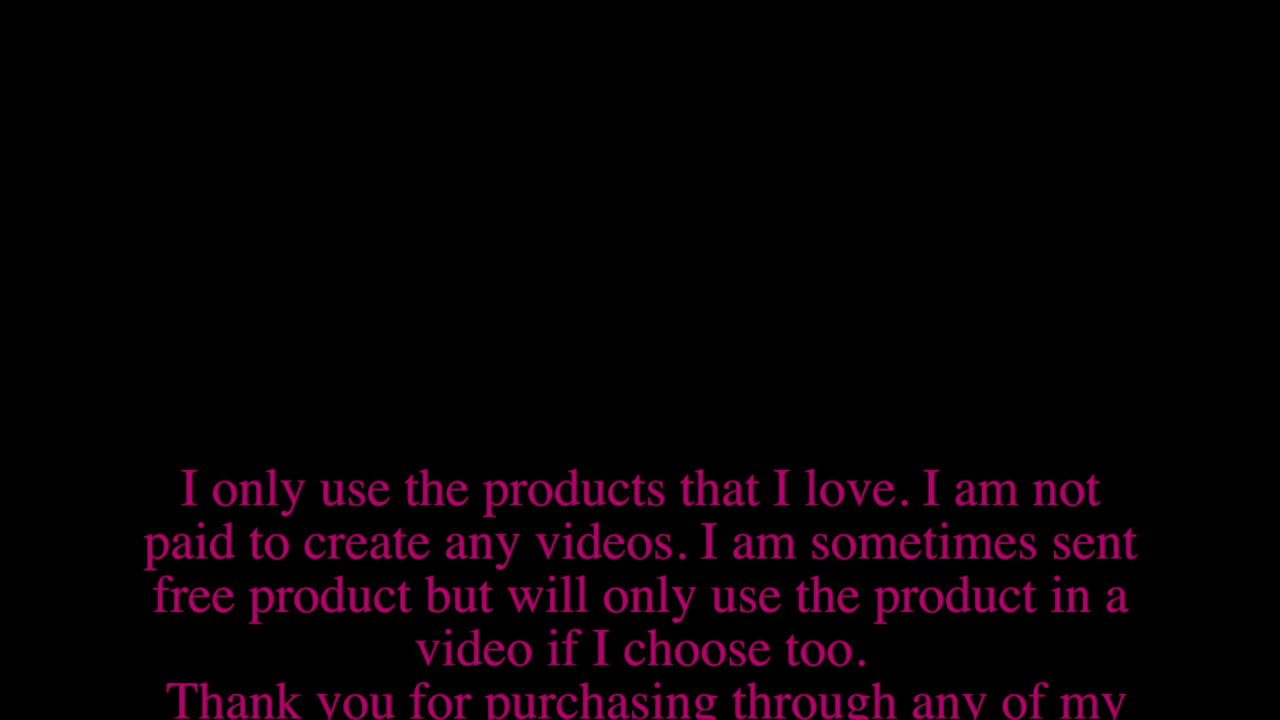 I only use the products that I love. I am not
paid to create any videos. I am sometimes sent
free product but will only use the product in a
video if I choose too.
Thank you for purchasing through any of my